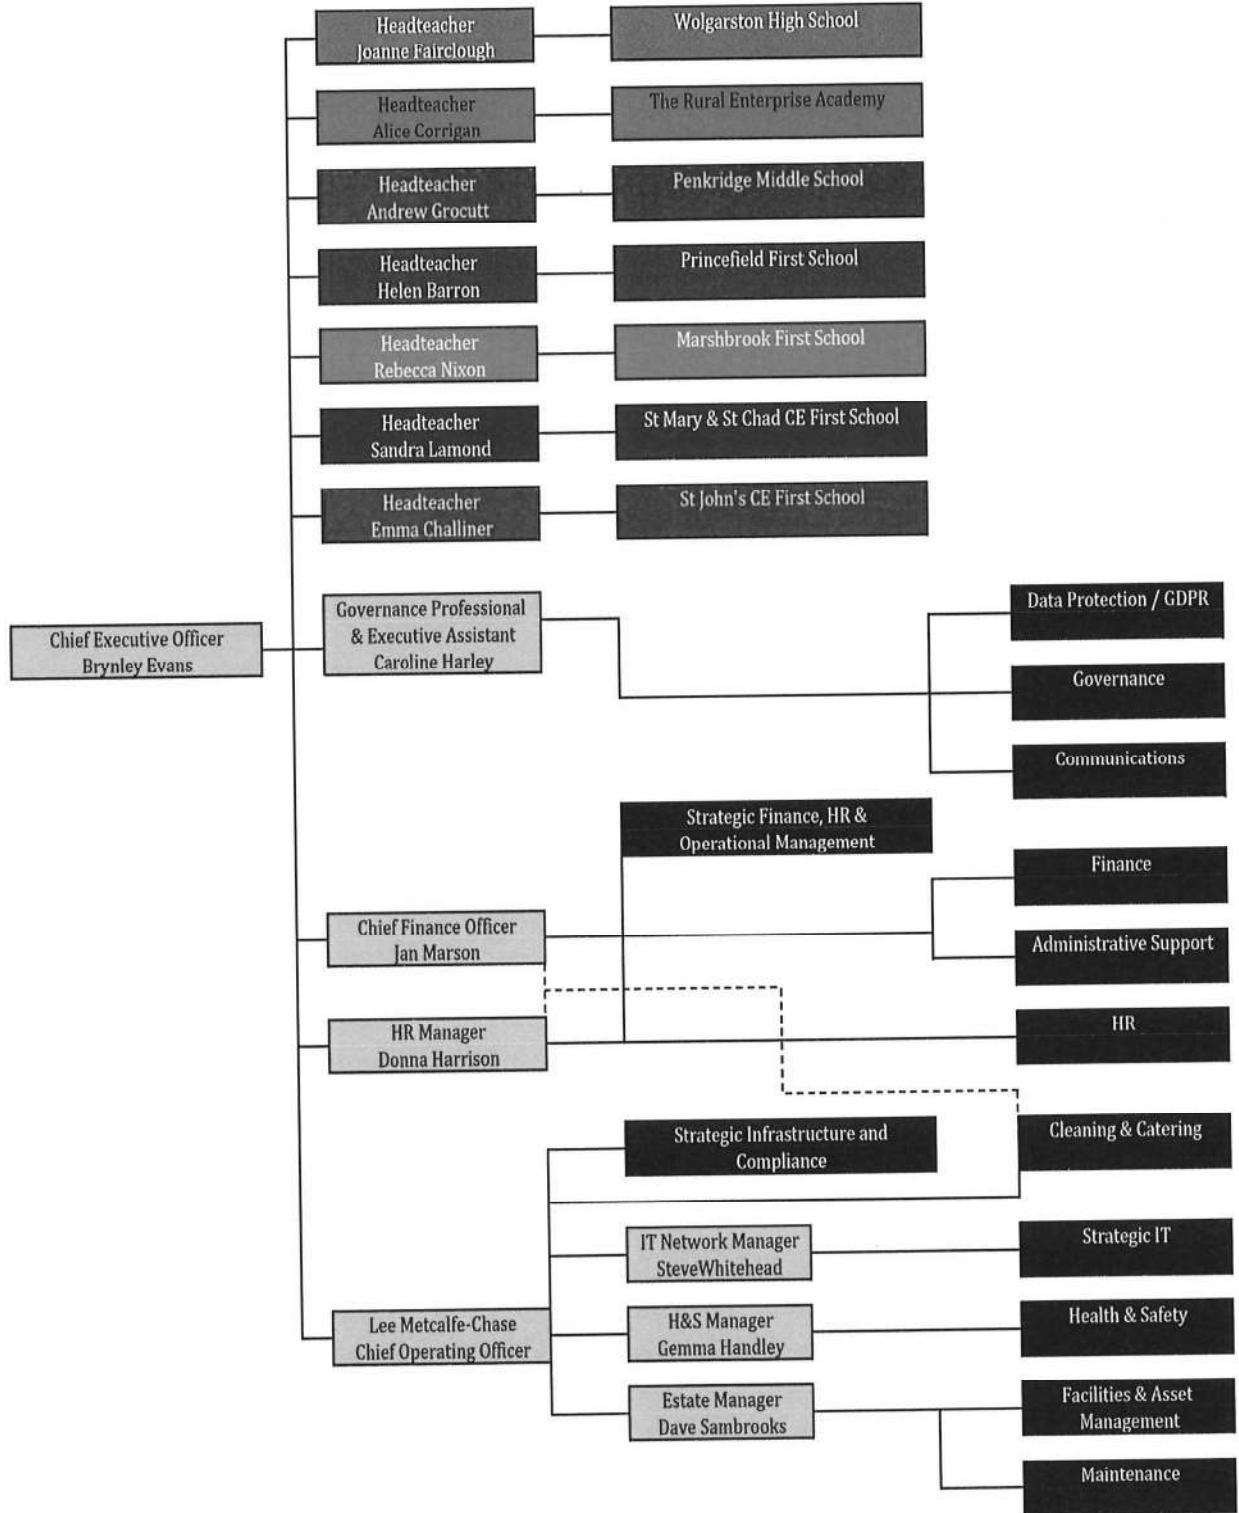 Headteacher
Joanne Fairclough
Wolgarston High School
Headteacher
Alice Corrigan
The Rural Enterprise Academy
Headteacher
Andrew Grocutt
Penkridge Middle School
Headteacher
Helen Barron
Princefield First School
Headteacher
Rebecca Nixon
Marshbrook First School
Headteacher
Sandra Lamond
St Mary & St Chad CE First School
Headteacher
Emma Challiner
St John's CE First School
Chief Executive Officer
Brynley Evans
Governance Professional
& Executive Assistant
Caroline Harley
Data Protection / GDPR
Governance
Communications
Strategic Finance, HR &
Operational Management
Finance
Chief Finance Officer
Jan Marson
Administrative Support
HR Manager
Donna Harrison
HR
Strategic Infrastructure and
Compliance
Cleaning & Catering
IT Network Manager
SteveWhitehead
Strategic IT
Lee Metcalfe-Chase
Chief Operating Officer
H&S Manager
Gemma Handley
Health & Safety
Estate Manager
Dave Sambrooks
Facilities & Asset
Management
Maintenance